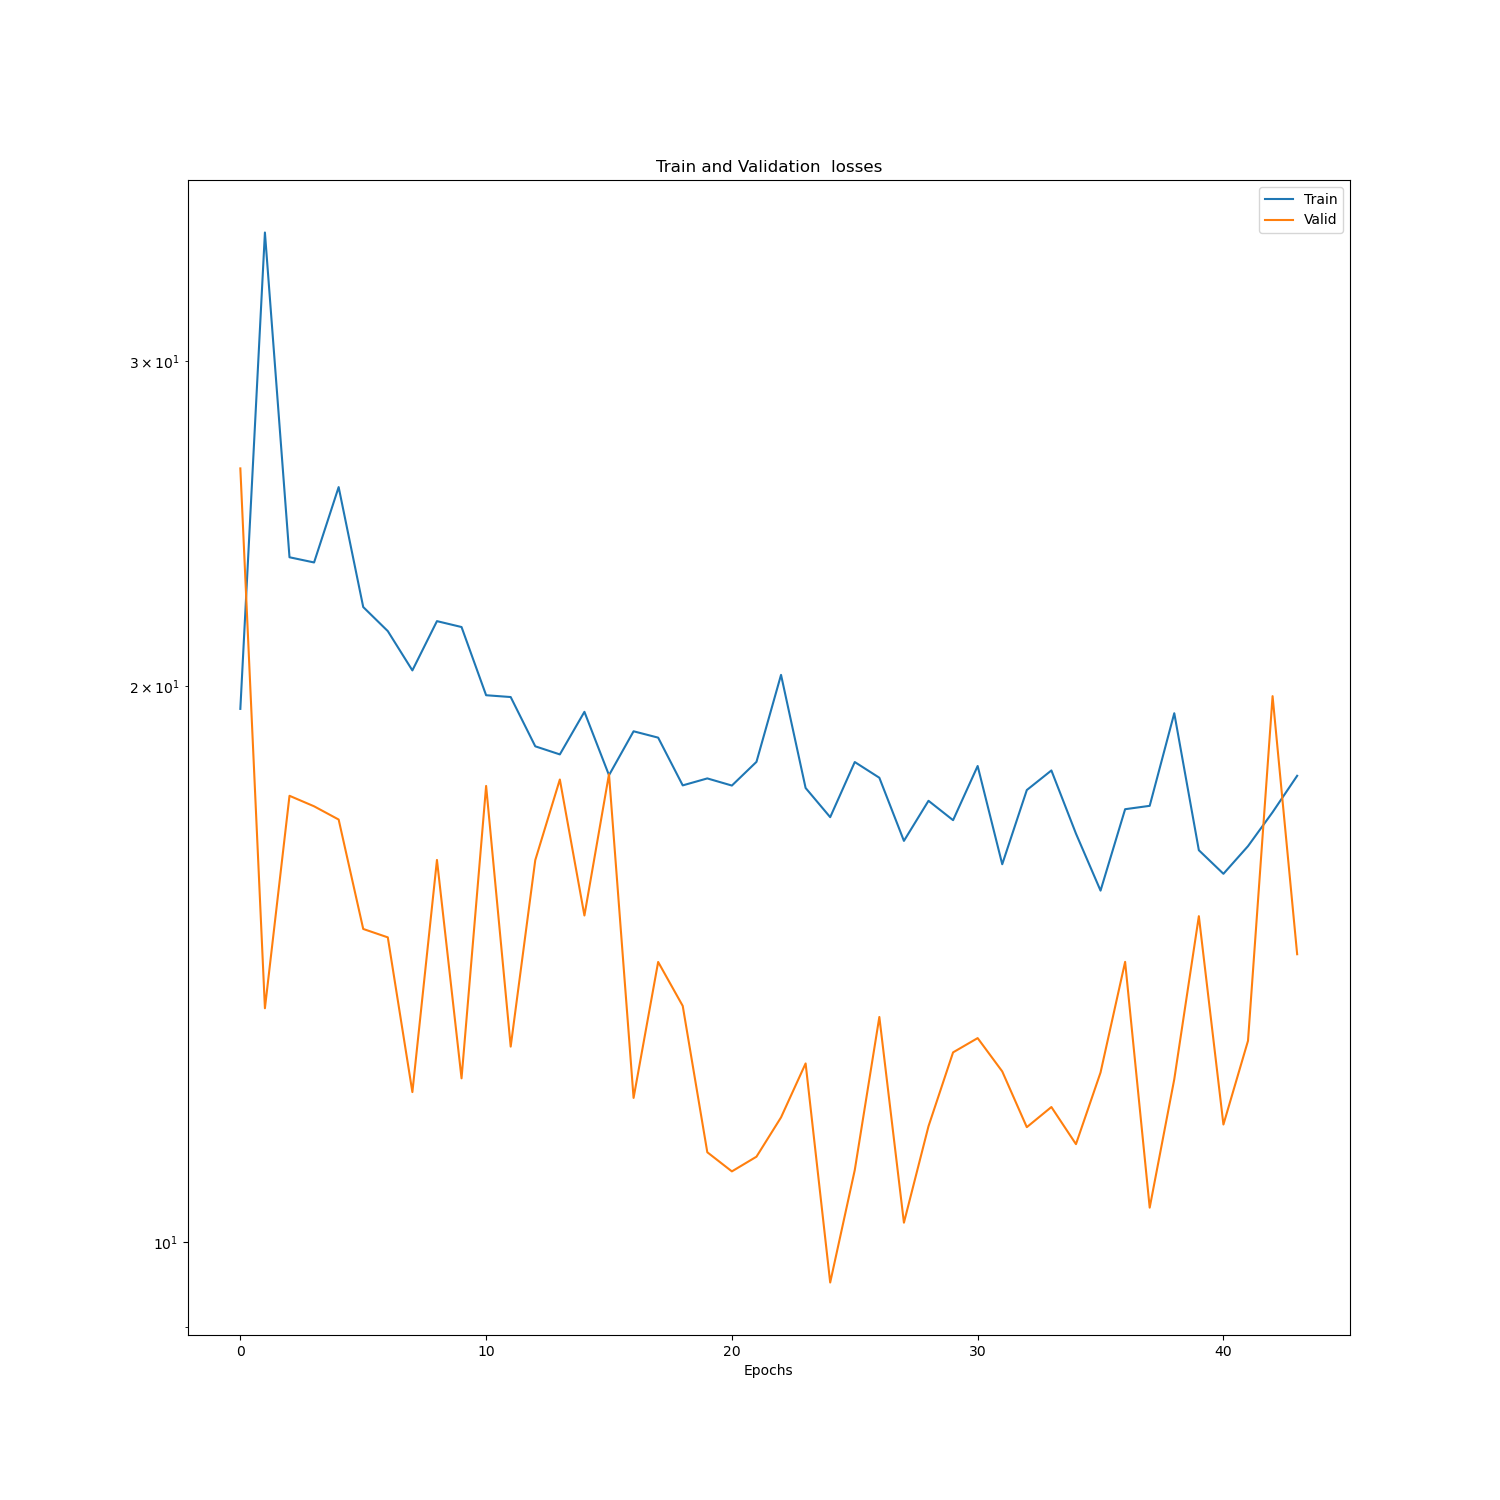 Train and Validation  losses
Train
Valid
3 × 10¹
2 × 10¹
10¹
0 10 20 30 40
Epochs